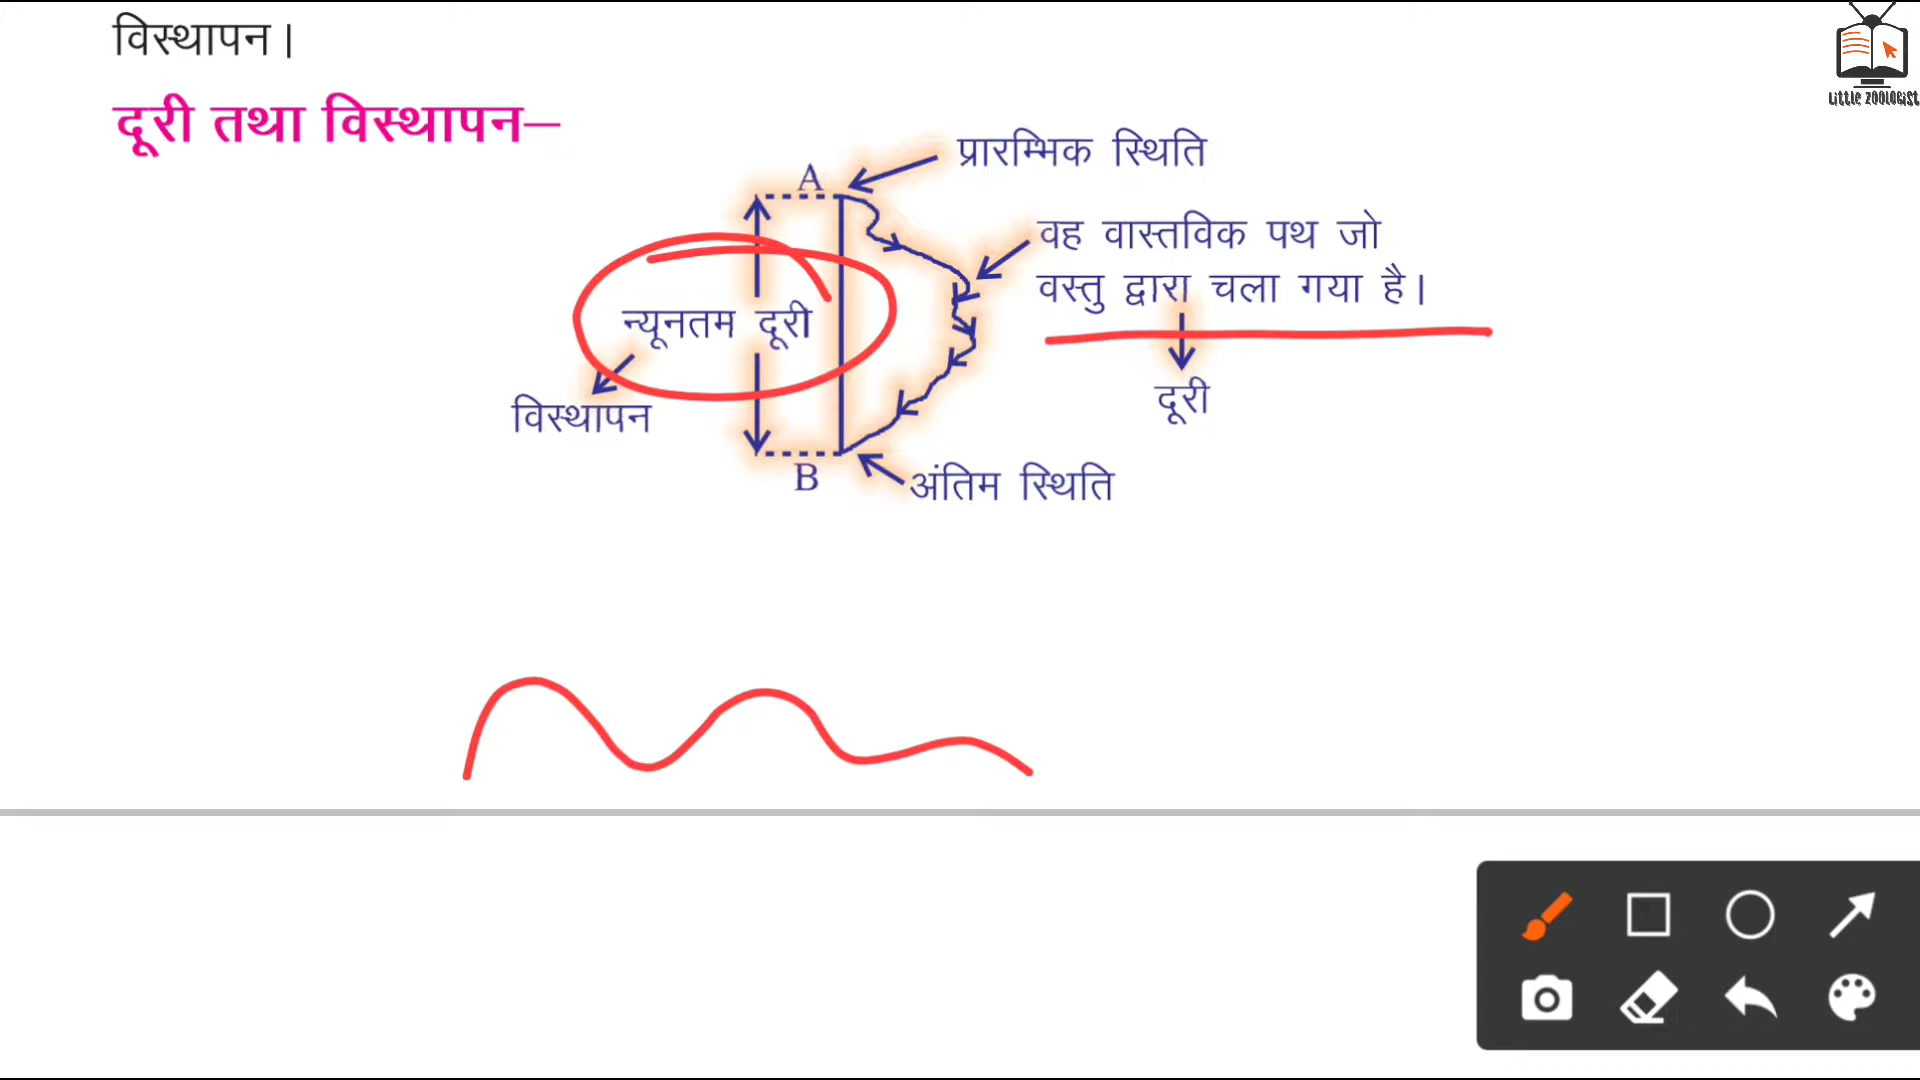 विस्थापन।
LITTLE ZOOLOGIST
दूरी तथा विस्थापन–
प्रारम्भिक स्थिति
A
वह वास्तविक पथ जो
वस्तु द्वारा चला गया है।
न्यूनतम दूरी
दूरी
विस्थापन
B
अंतिम स्थिति